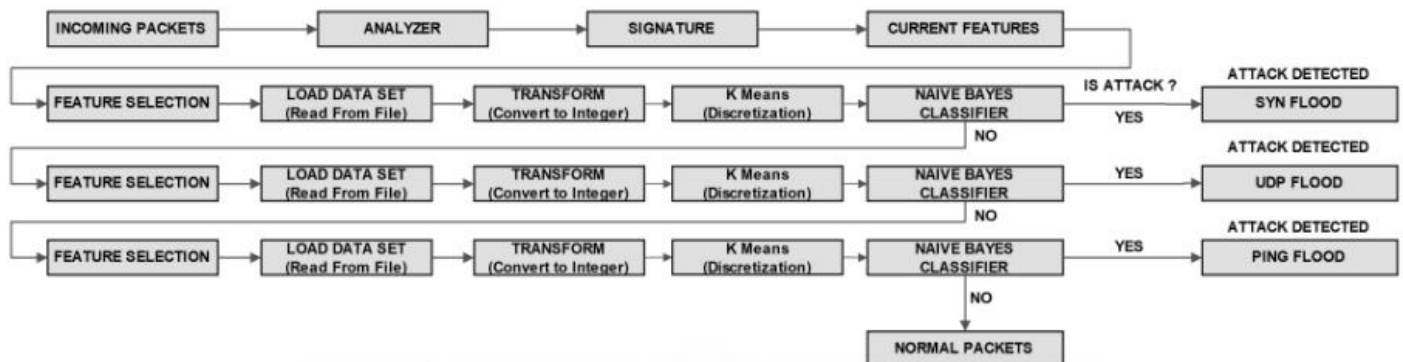 INCOMING PACKETS
ANALYZER
SIGNATURE
CURRENT FEATURES
FEATURE SELECTION
LOAD DATA SET
(Read From File)
TRANSFORM
(Convert to Integer)
K Means
(Discretization)
NAIVE BAYES
CLASSIFIER
IS ATTACK ?
YES
NO
ATTACK DETECTED
SYN FLOOD
FEATURE SELECTION
LOAD DATA SET
(Read From File)
TRANSFORM
(Convert to Integer)
K Means
(Discretization)
NAIVE BAYES
CLASSIFIER
YES
NO
ATTACK DETECTED
UDP FLOOD
FEATURE SELECTION
LOAD DATA SET
(Read From File)
TRANSFORM
(Convert to Integer)
K Means
(Discretization)
NAIVE BAYES
CLASSIFIER
YES
NO
ATTACK DETECTED
PING FLOOD
NORMAL PACKETS